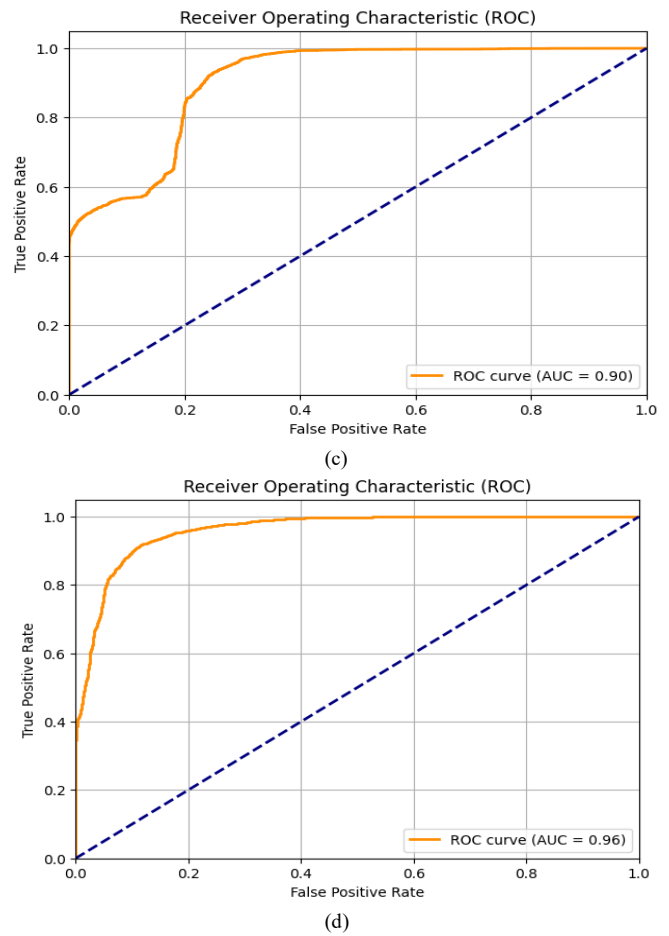 Receiver Operating Characteristic (ROC)
1.0
0.8
0.6
0.4
0.2
0.0
True Positive Rate
ROC curve (AUC = 0.90)
0.0 0.2 0.4 0.6 0.8 1.0
False Positive Rate
(c)
Receiver Operating Characteristic (ROC)
1.0
0.8
0.6
0.4
0.2
0.0
True Positive Rate
ROC curve (AUC = 0.96)
0.0 0.2 0.4 0.6 0.8 1.0
False Positive Rate
(d)